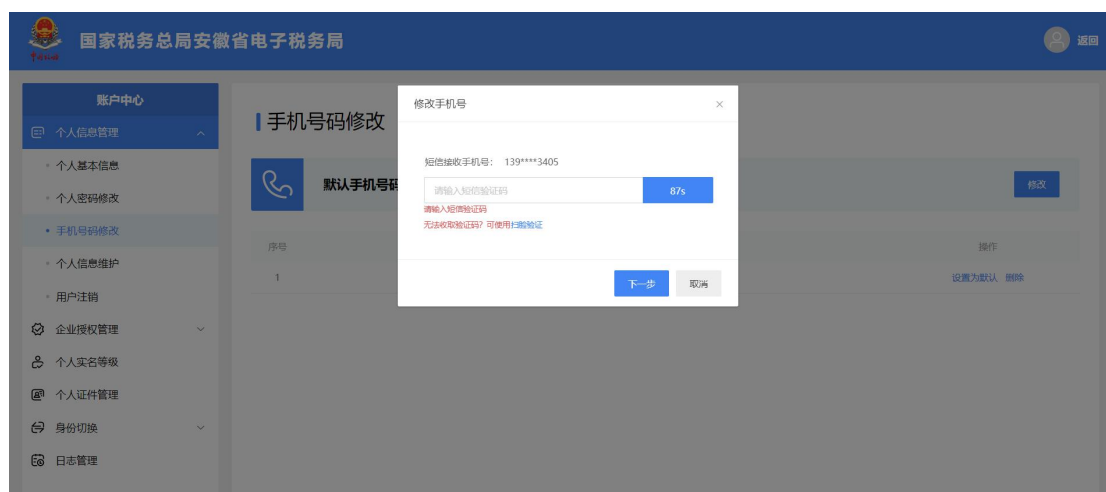 国家税务总局安徽省电子税务局
返回
账户中心
个人信息管理
个人基本信息
个人密码修改
手机号码修改
个人信息维护
用户注销
企业授权管理
个人实名等级
个人证件管理
身份切换
日志管理
手机号码修改
默认手机号码
修改
序号
操作
1
设置为默认 删除
修改手机号
短信接收手机号: 139****3405
请输入短信验证码
87s
请输入短信验证码
无法收取验证码?可使用扫脸验证
下一步
取消